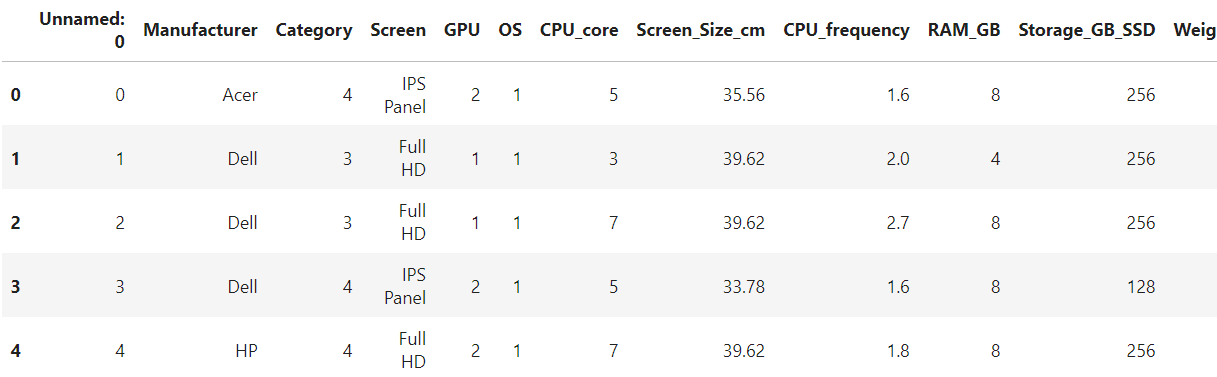 Unnamed: 0 Manufacturer Category Screen GPU OS CPU_core Screen_Size_cm CPU_frequency RAM_GB Storage_GB_SSD Weig
0 0 Acer 4 IPS Panel 2 1 5 35.56 1.6 8 256
1 1 Dell 3 Full HD 1 1 3 39.62 2.0 4 256
2 2 Dell 3 Full HD 1 1 7 39.62 2.7 8 256
3 3 Dell 4 IPS Panel 2 1 5 33.78 1.6 8 128
4 4 HP 4 Full HD 2 1 7 39.62 1.8 8 256